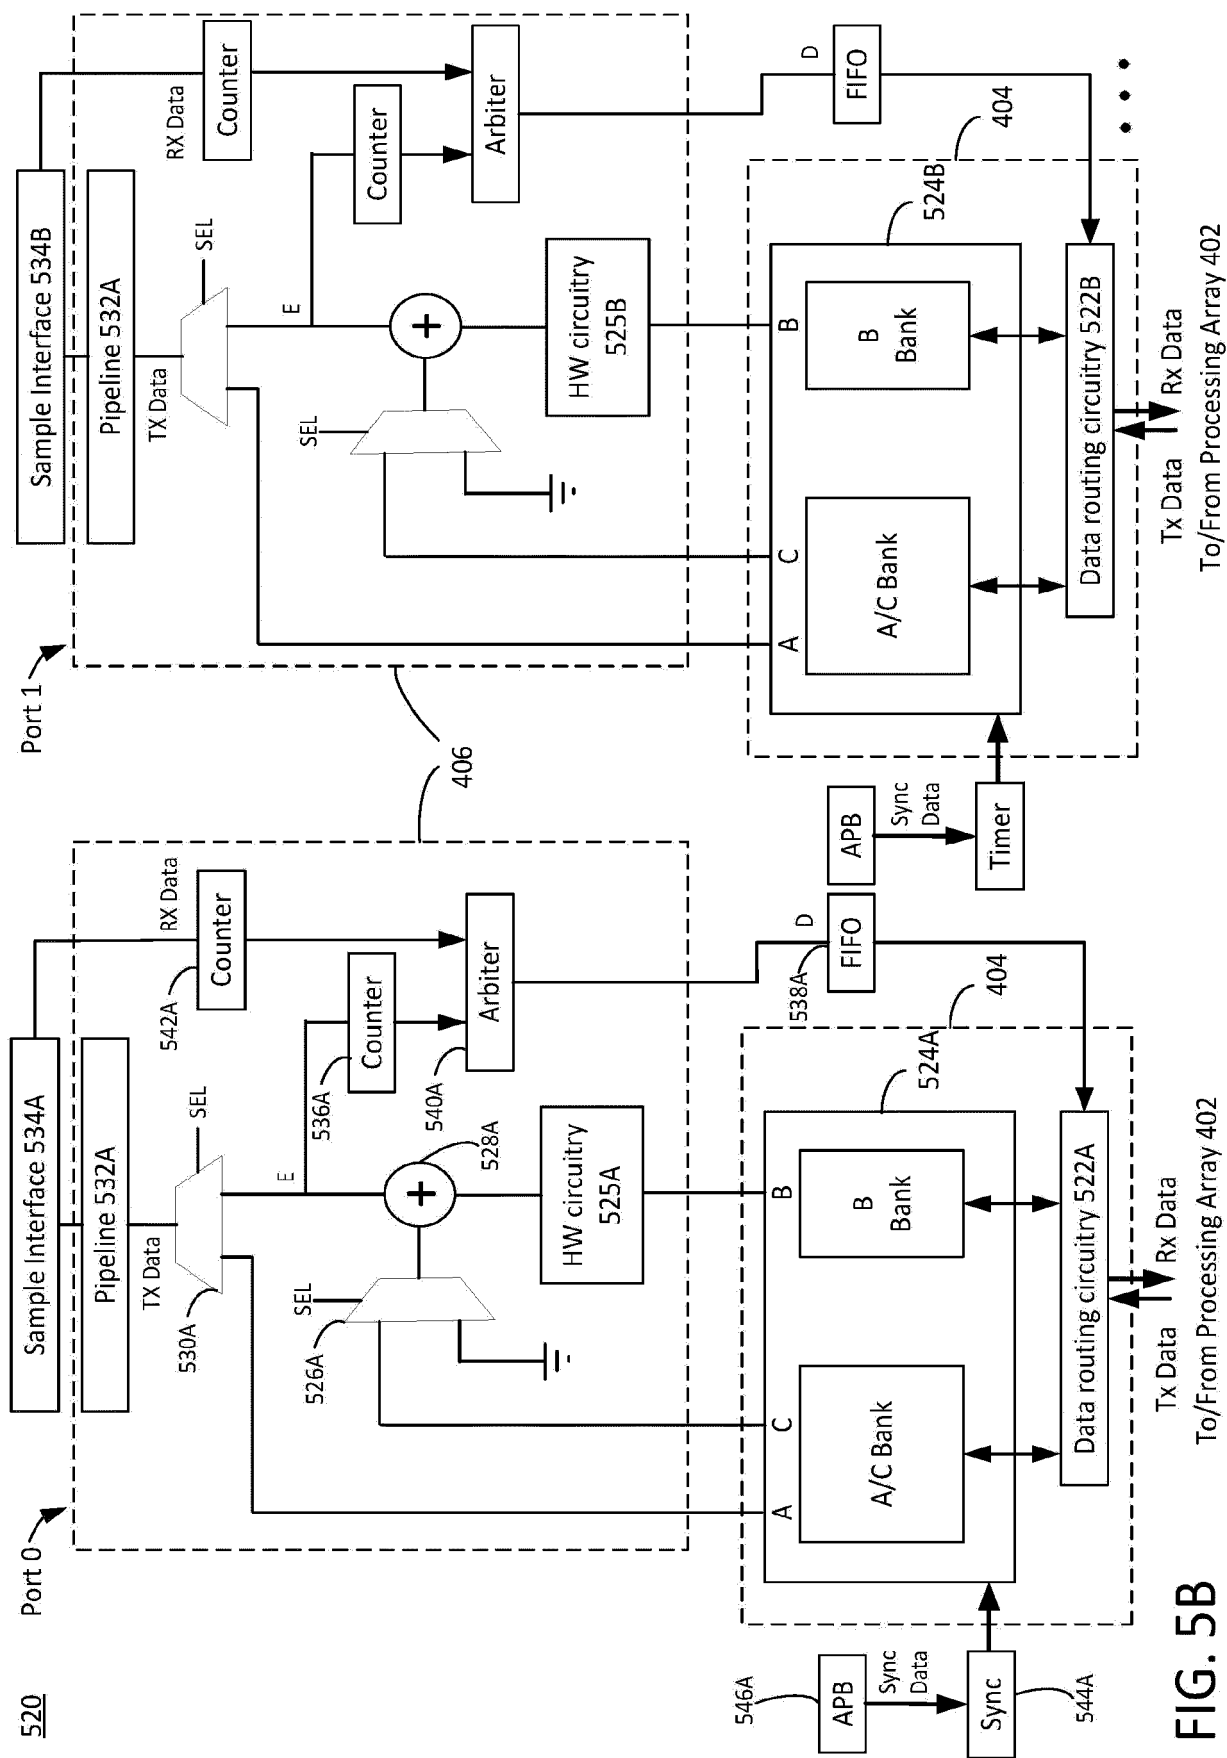 520
Port 0
Sample Interface 534A
Pipeline 532A
TX Data
530A
SEL
RX Data
542A
Counter
E
536A
Counter
540A
Arbiter
SEL
526A
528A
HW circuitry
525A
406
A
C
B
D
538A
FIFO
404
524A
A/C Bank
B
Bank
546A
APB
Sync
Data
Sync
544A
Data routing circuitry 522A
Tx Data
Rx Data
To/From Processing Array 402
Port 1
Sample Interface 534B
Pipeline 532A
TX Data
SEL
RX Data
Counter
E
Counter
Arbiter
SEL
HW circuitry
525B
A
C
B
D
FIFO
404
524B
A/C Bank
B
Bank
APB
Sync
Data
Timer
Data routing circuitry 522B
Tx Data
Rx Data
To/From Processing Array 402
FIG. 5B